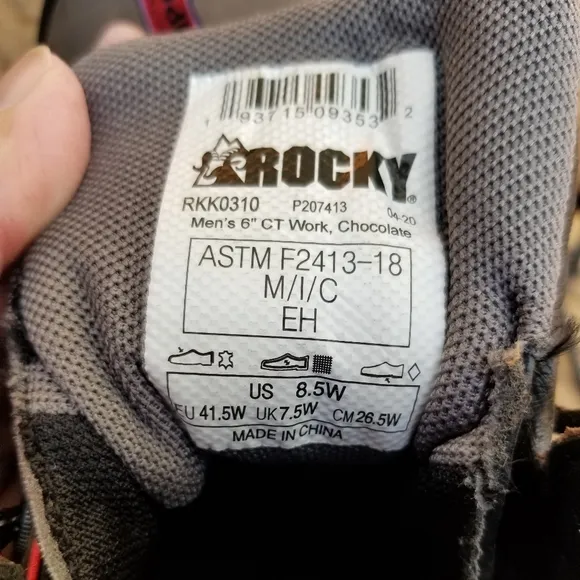 1 93715 09353 2
ROCKY®
RKK0310 P207413 04-20
Men's 6" CT Work, Chocolate
ASTM F2413-18
M/I/C
EH
US 8.5W
EU 41.5W UK 7.5W CM 26.5W
MADE IN CHINA